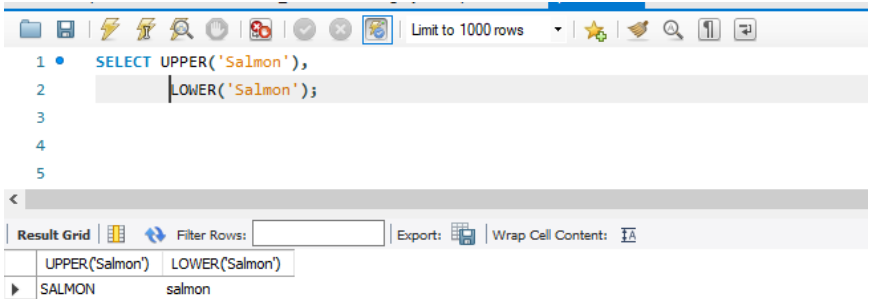 Limit to 1000 rows
1 SELECT UPPER('Salmon'),
2 LOWER('Salmon');
3
4
5
Result Grid Filter Rows: Export: Wrap Cell Content: IA
UPPER('Salmon') LOWER('Salmon')
SALMON salmon